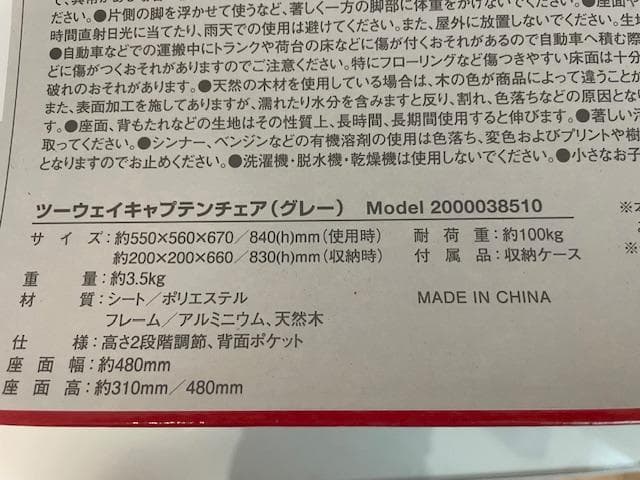 ださい。●片側の脚を浮かせて使うなど、著しく一方の脚部に体重をかけないでください。●座面や
時間直射日光に当てたり、雨天での使用は避けてください。また、屋外に放置しないでください。生地
●自動車などでの運搬中にトランクや荷台の床などに傷が付くおそれがあるので自動車へ積む際
どに傷がつくおそれがありますのでご注意ください。特にフローリングなど傷つきやすい床面は十分
破れのおそれがあります。●天然の木材を使用している場合は、木の色が商品によって違うことが
また、表面加工を施してありますが、濡れたり水分を含みますと反り、割れ、色落ちなどの原因となり
す。●座面、背もたれなどの生地はその性質上、長時間、長期間使用すると伸びます。●著しい汚
取ってください。●シンナー、ベンジンなどの有機溶剤の使用は色落ち、変色およびプリントや樹
となりますのでお止めください。●洗濯機・脱水機・乾燥機は使用しないでください。●小さなお子
ツーウェイキャプテンチェア(グレー) Model 2000038510
サイズ:約550×560×670/840(h)mm(使用時) 耐荷重:約100kg
約200×200×660/830(h)mm(収納時) 付属品:収納ケース
重量:約3.5kg
材質:シート/ポリエステル MADE IN CHINA
フレーム/アルミニウム、天然木
仕様:高さ2段階調節、背面ポケット
座面幅:約480mm
座面高:約310mm/480mm